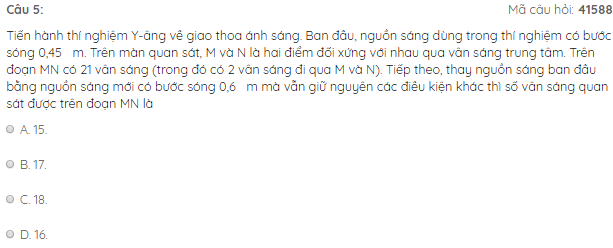 Câu 5: Mã câu hỏi: 41588
Tiến hành thí nghiệm Y-âng về giao thoa ánh sáng. Ban đầu, nguồn sáng dùng trong thí nghiệm có bước
sóng 0,45 m. Trên màn quan sát, M và N là hai điểm đối xứng với nhau qua vân sáng trung tâm. Trên
đoạn MN có 21 vân sáng (trong đó có 2 vân sáng đi qua M và N). Tiếp theo, thay nguồn sáng ban đầu
bằng nguồn sáng mới có bước sóng 0,6 m mà vẫn giữ nguyên các điều kiện khác thì số vân sáng quan
sát được trên đoạn MN là
A. 15.
B. 17.
C. 18.
D. 16.